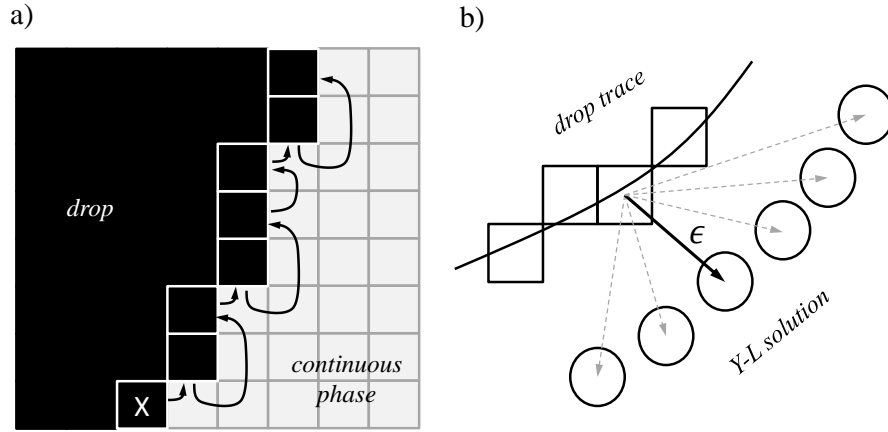 a)
b)
drop
continuous
phase
X
drop trace
ϵ
Y-L solution